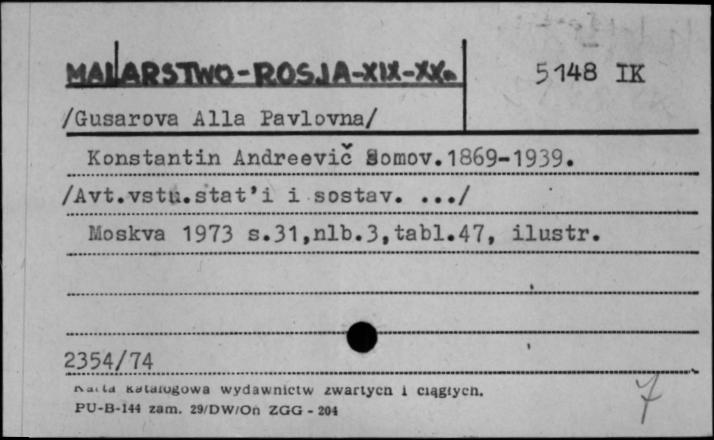 MALARSTWO-ROSJA-XIX-XX. 5148 IK
/Gusarova Alla Pavlovna/
Konstantin Andreevič Somov.1869-1939.
/Avt.vstu.stat'i i sostav. .../
Moskva 1973 s.31,nlb.3,tabl.47, ilustr.
2354/74
Karta katalogowa wydawnictw zwartych i ciągłych.
PU-B-144 zam. 29/DW/On ZGG - 204
7